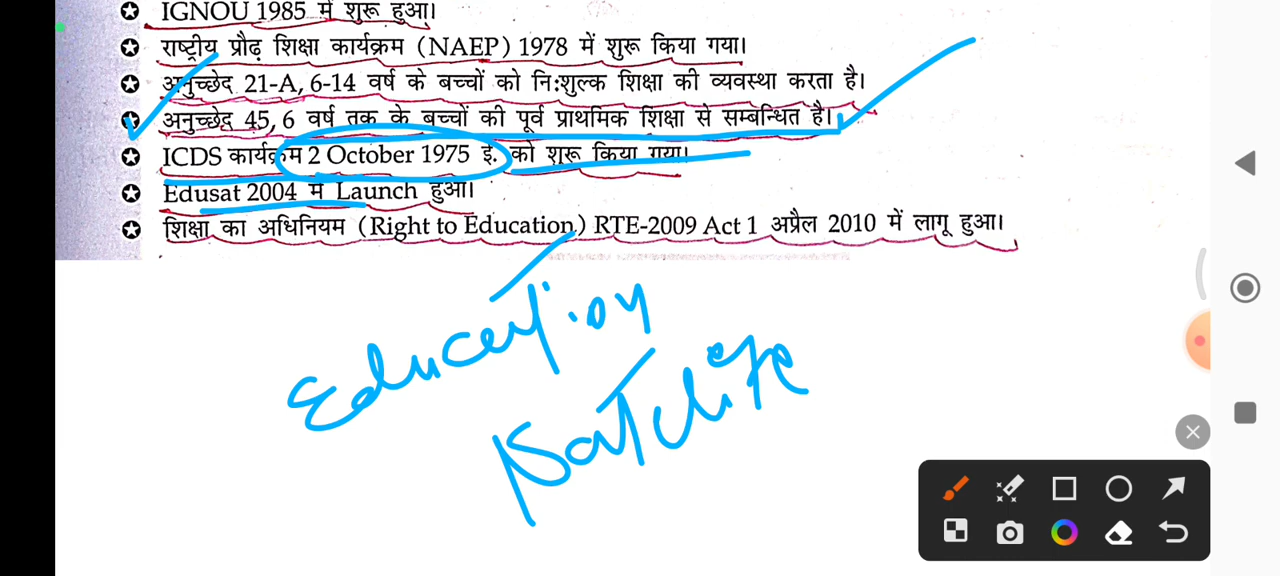 IGNOU 1985 में शुरू हुआ।
राष्ट्रीय प्रौढ़ शिक्षा कार्यक्रम (NAEP) 1978 में शुरू किया गया।
अनुच्छेद 21-A, 6-14 वर्ष के बच्चों को नि:शुल्क शिक्षा की व्यवस्था करता है।
अनुच्छेद 45, 6 वर्ष तक के बच्चों की पूर्व प्राथमिक शिक्षा से सम्बन्धित है।
ICDS कार्यक्रम 2 October 1975 ई. को शुरू किया गया।
Edusat 2004 में Launch हुआ।
शिक्षा का अधिनियम (Right to Education) RTE-2009 Act 1 अप्रैल 2010 में लागू हुआ।
Education